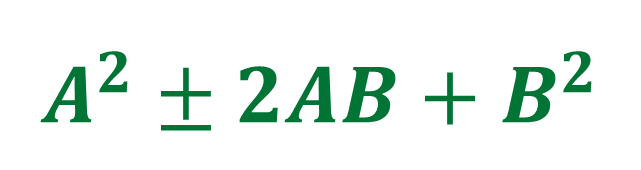 A² ± 2AB + B²